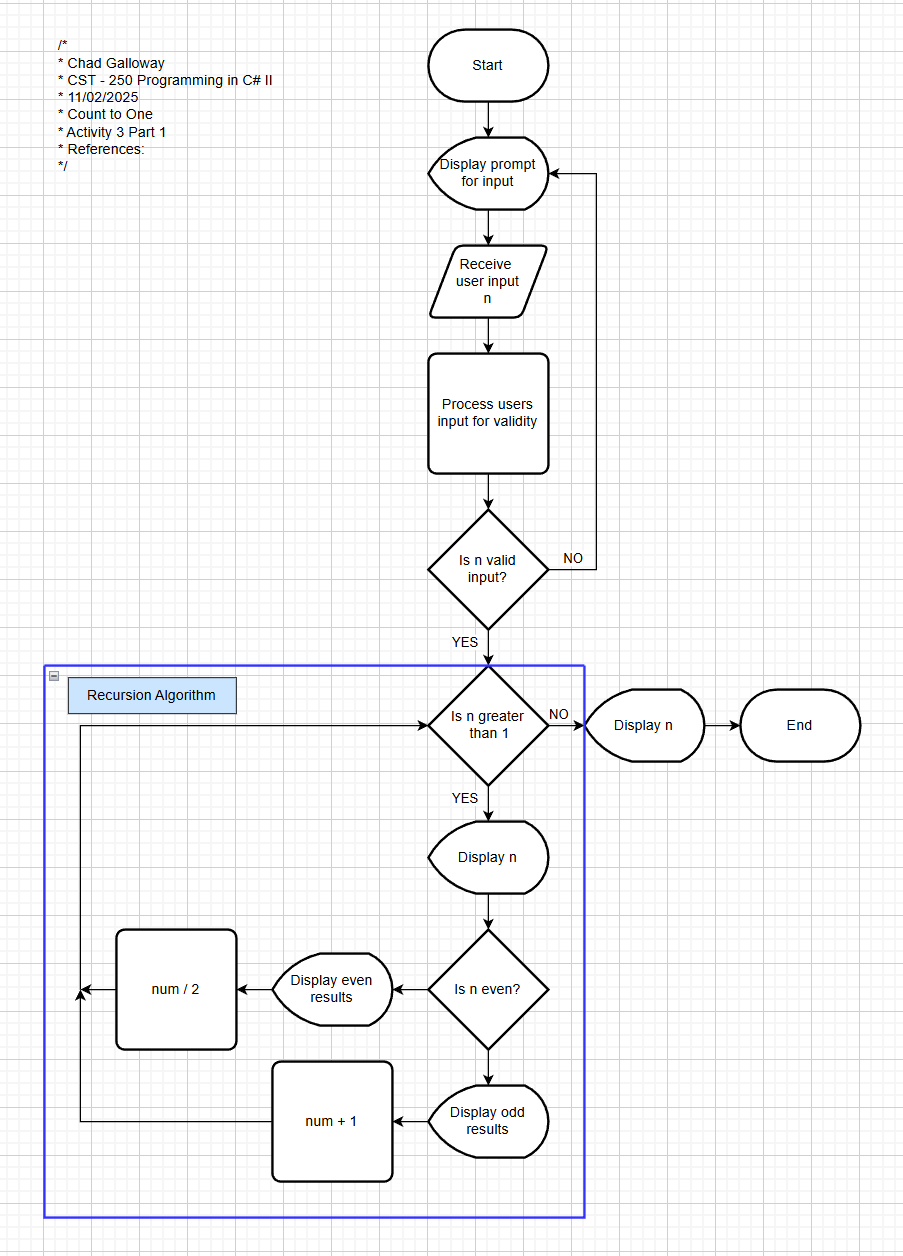 /*
* Chad Galloway
* CST - 250 Programming in C# II
* 11/02/2025
* Count to One
* Activity 3 Part 1
* References:
*/
Start
Display prompt
for input
Receive
user input
n
Process users
input for validity
Is n valid
input?
NO
YES
Recursion Algorithm
Is n greater
than 1
NO
Display n
End
YES
Display n
Is n even?
Display even
results
num / 2
Display odd
results
num + 1